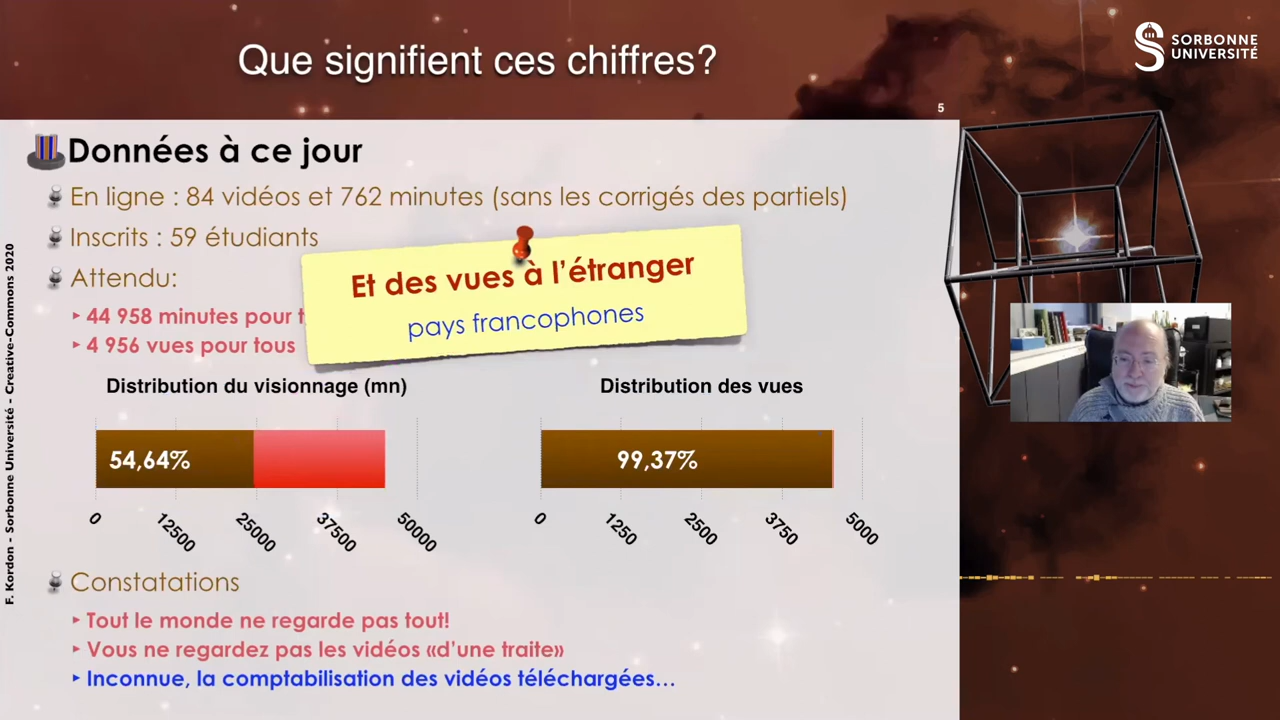 Que signifient ces chiffres?
SORBONNE
UNIVERSITÉ
5
Données à ce jour
En ligne : 84 vidéos et 762 minutes (sans les corrigés des partiels)
Inscrits : 59 étudiants
Attendu:
44 958 minutes pour t
4 956 vues pour tous
Et des vues à l'étranger
pays francophones
Distribution du visionnage (mn)
54,64%
0
12500
25000
37500
50000
Distribution des vues
99,37%
0
1250
2500
3750
5000
Constatations
Tout le monde ne regarde pas tout!
Vous ne regardez pas les vidéos «d'une traite»
Inconnue, la comptabilisation des vidéos téléchargées...
F. Kordon - Sorbonne Université - Creative-Commons 2020